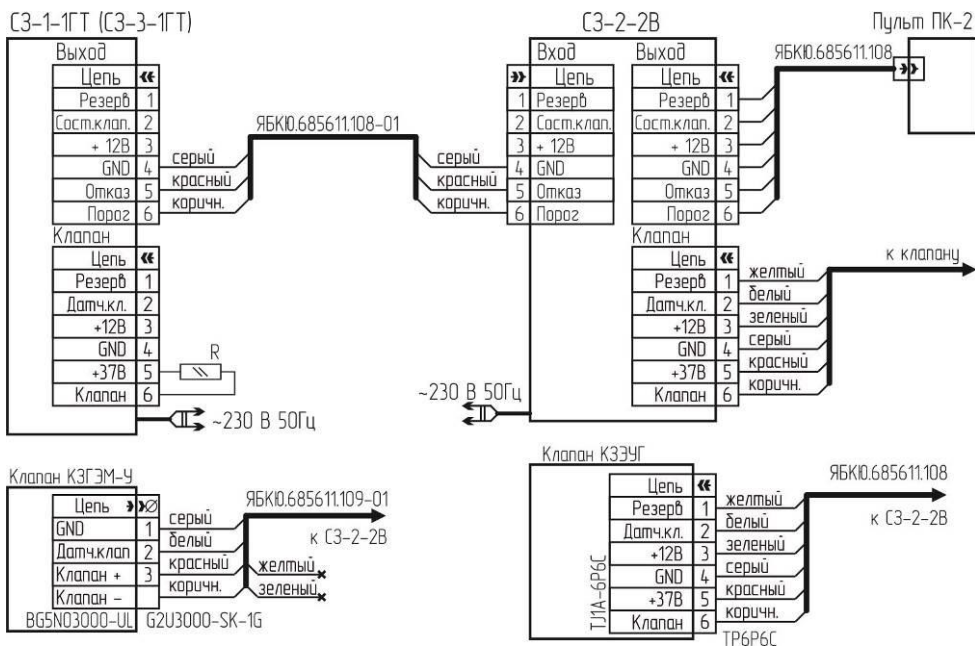 СЗ-1-1ГТ (СЗ-3-1ГТ)
Выход
Цепь
Резерв 1
Сост.клап. 2
+ 12В 3
GND 4
Отказ 5
Порог 6
серый
красный
коричн.
ЯБКЮ.685611.108-01
Клапан
Цепь
Резерв 1
Датч.кл. 2
+12В 3
GND 4
+37В 5
Клапан 6
R
~230 В 50Гц
СЗ-2-2В
Вход
Цепь
1 Резерв
2 Сост.клап.
3 + 12В
4 GND
5 Отказ
6 Порог
серый
красный
коричн.
Выход
Цепь
Резерв 1
Сост.клап. 2
+ 12В 3
GND 4
Отказ 5
Порог 6
ЯБКЮ.685611.108
Пульт ПК-2
Клапан
Цепь
Резерв 1
Датч.кл. 2
+12В 3
GND 4
+37В 5
Клапан 6
желтый
белый
зеленый
серый
красный
коричн.
к клапану
~230 В 50Гц
Клапан КЗГЭМ-У
Цепь
GND 1
Датч.клап 2
Клапан + 3
Клапан –
серый
белый
красный
коричн.
ЯБКЮ.685611.109-01
к СЗ-2-2В
желтый
зеленый
BG5N03000-UL
G2U3000-SK-1G
Клапан КЗЭУГ
Цепь
Резерв 1
Датч.кл. 2
+12В 3
GND 4
+37В 5
Клапан 6
TJ1A-6P6C
желтый
белый
зеленый
серый
красный
коричн.
TP6P6C
ЯБКЮ.685611.108
к СЗ-2-2В